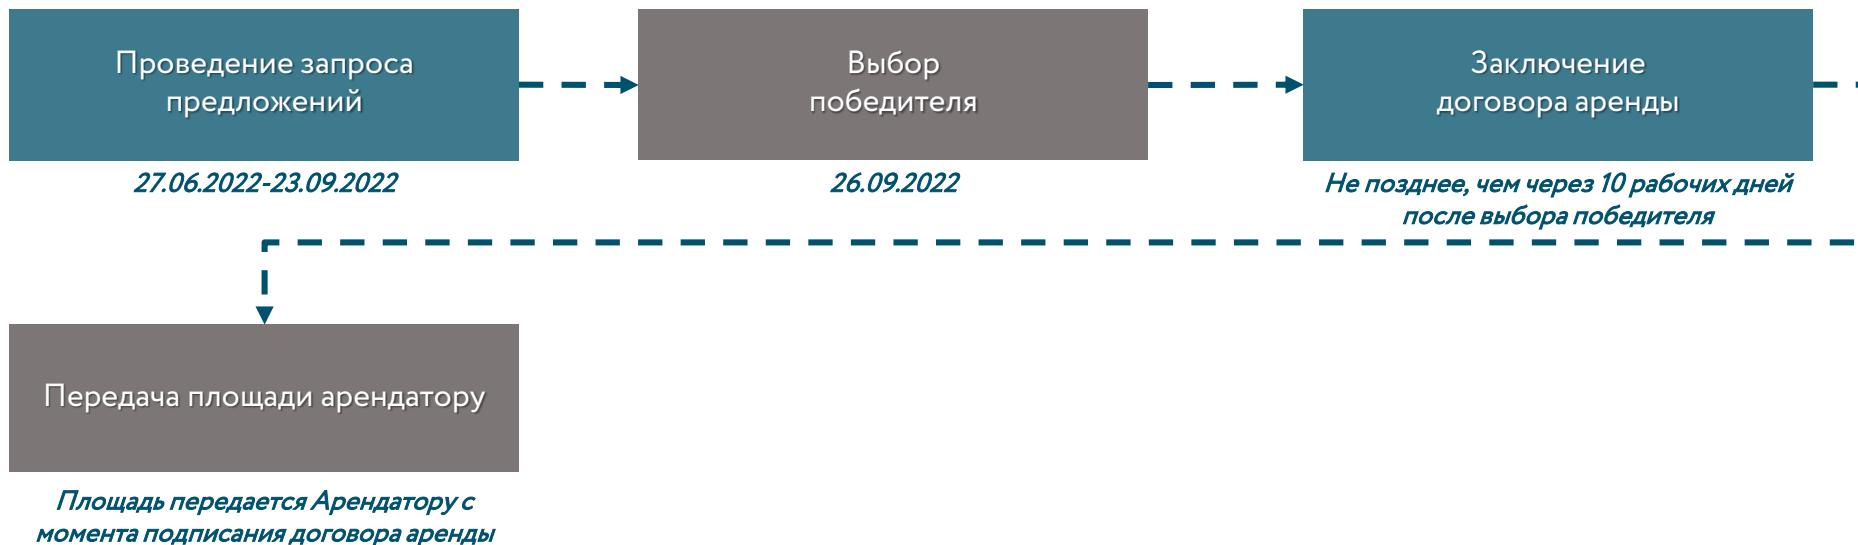 Проведение запроса
предложений
27.06.2022-23.09.2022
Выбор
победителя
26.09.2022
Заключение
договора аренды
Не позднее, чем через 10 рабочих дней
после выбора победителя
Передача площади арендатору
Площадь передается Арендатору с
момента подписания договора аренды